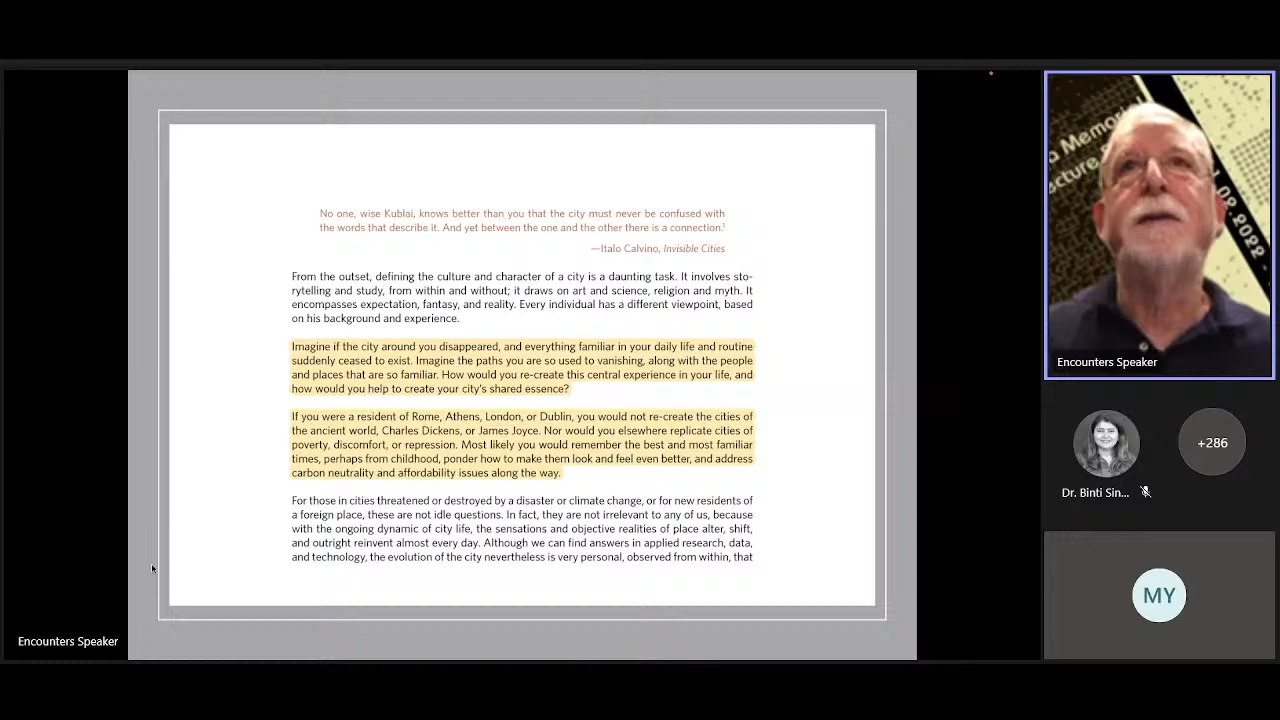 No one, wise Kublai, knows better than you that the city must never be confused with
the words that describe it. And yet between the one and the other there is a connection.¹
—Italo Calvino, Invisible Cities
From the outset, defining the culture and character of a city is a daunting task. It involves sto-
rytelling and study, from within and without; it draws on art and science, religion and myth. It
encompasses expectation, fantasy, and reality. Every individual has a different viewpoint, based
on his background and experience.
Imagine if the city around you disappeared, and everything familiar in your daily life and routine
suddenly ceased to exist. Imagine the paths you are so used to vanishing, along with the people
and places that are so familiar. How would you re-create this central experience in your life, and
how would you help to create your city's shared essence?
If you were a resident of Rome, Athens, London, or Dublin, you would not re-create the cities of
the ancient world, Charles Dickens, or James Joyce. Nor would you elsewhere replicate cities of
poverty, discomfort, or repression. Most likely you would remember the best and most familiar
times, perhaps from childhood, ponder how to make them look and feel even better, and address
carbon neutrality and affordability issues along the way.
For those in cities threatened or destroyed by a disaster or climate change, or for new residents of
a foreign place, these are not idle questions. In fact, they are not irrelevant to any of us, because
with the ongoing dynamic of city life, the sensations and objective realities of place alter, shift,
and outright reinvent almost every day. Although we can find answers in applied research, data,
and technology, the evolution of the city nevertheless is very personal, observed from within, that
Encounters Speaker
a Memori
ecture
02.2022
Encounters Speaker
Dr. Binti Sin...
+286
MY